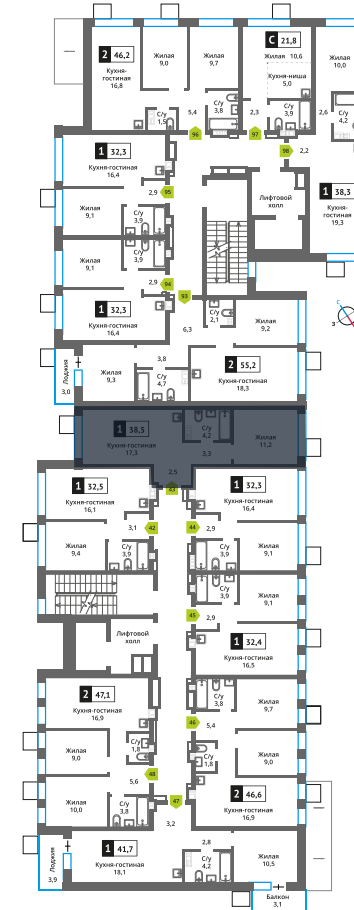 2 46,2
Кухня-
гостиная
16,8
Жилая
9,0
Жилая
9,7
С 21,8
Жилая 10,6
Кухня-ниша
5,0
Жилая
10,0
С/у
1,5
5,4
С/у
3,8
2,3
С/у
3,9
2,6
С/у
4,2
96
97
98
2,2
1 32,3
Кухня-гостиная
16,4
2,9
95
Жилая
9,1
С/у
3,9
Лифтовой
холл
1 38,3
Кухня-
гостиная
19,3
Жилая
9,1
С/у
3,9
2,9
94
93
1 32,3
Кухня-гостиная
16,4
6,3
С/у
2,1
Жилая
9,2
С
З
Лоджия
3,0
Жилая
9,3
3,8
С/у
4,7
2 55,2
Кухня-гостиная
18,3
1 38,5
Кухня-гостиная
17,3
С/у
4,2
3,3
Жилая
11,2
2,5
43
1 32,5
Кухня-гостиная
16,1
1 32,3
Кухня-гостиная
16,4
3,1
42
44
2,9
Жилая
9,4
С/у
3,9
С/у
3,9
Жилая
9,1
С/у
3,9
Жилая
9,1
45
2,9
Лифтовой
холл
1 32,4
Кухня-гостиная
16,5
2 47,1
Кухня-гостиная
16,9
С/у
3,8
Жилая
9,7
46
5,4
Жилая
9,0
С/у
1,8
С/у
1,8
Жилая
9,0
5,6
48
Жилая
10,0
С/у
3,8
47
2 46,6
Кухня-гостиная
16,9
3,2
Лоджия
3,9
1 41,7
Кухня-гостиная
18,1
2,8
С/у
4,2
Жилая
10,5
Балкон
3,1